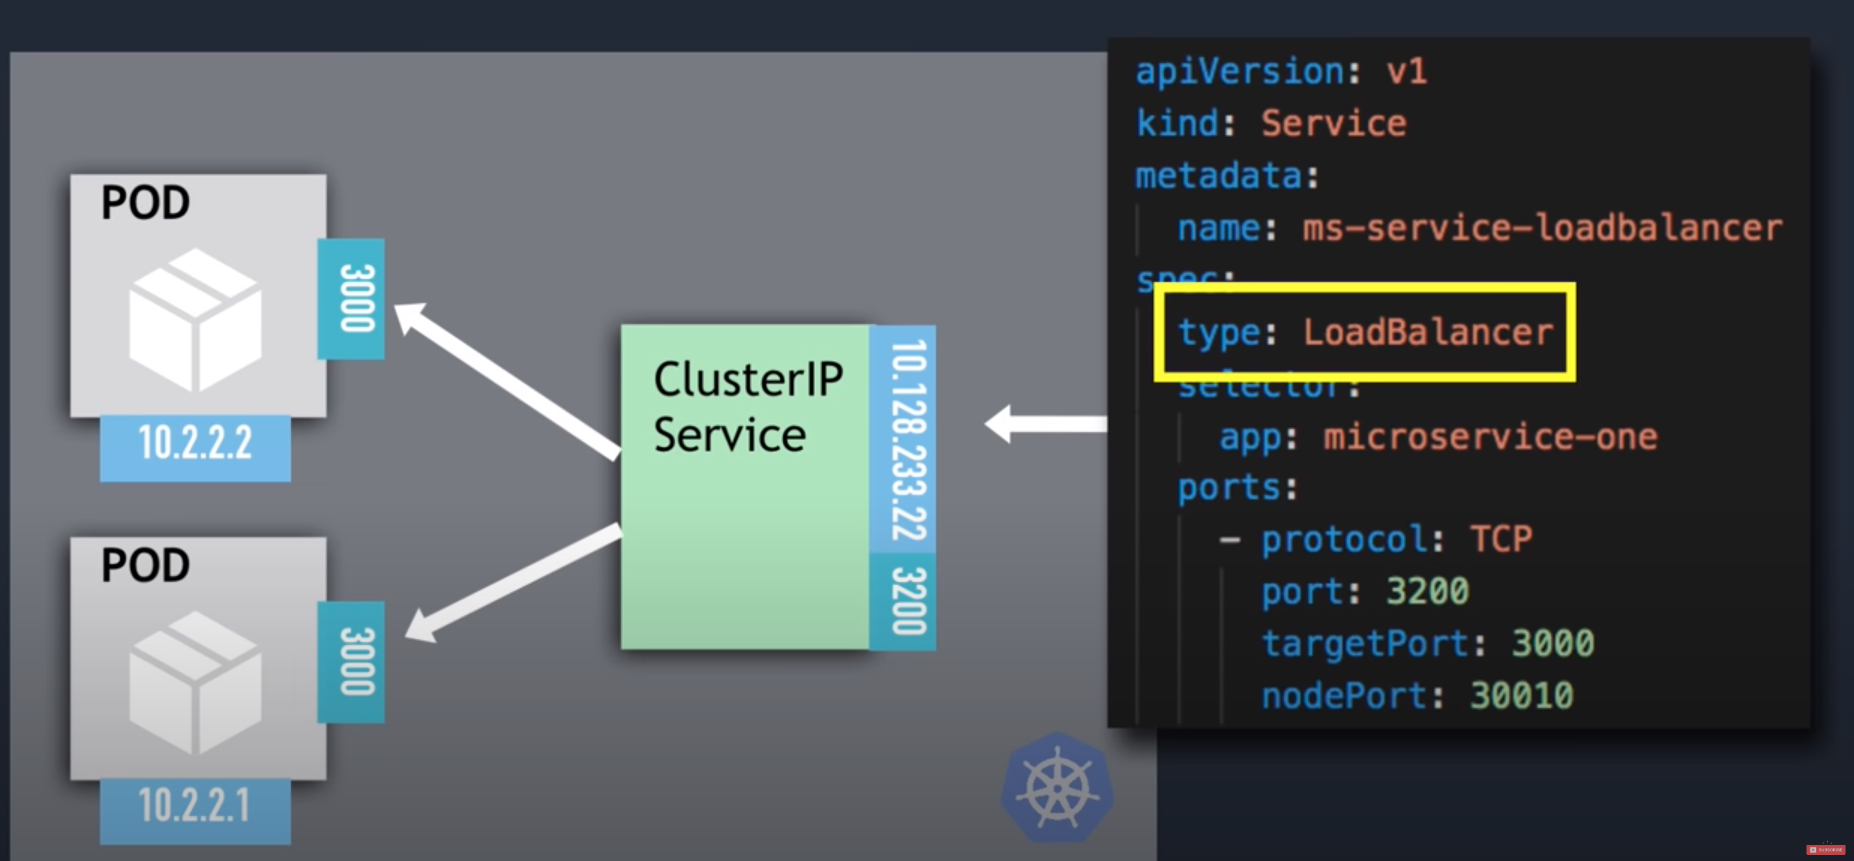 POD
3000
10.2.2.2
POD
3000
10.2.2.1
ClusterIP
Service
10.128.233.22
3200
apiVersion: v1
kind: Service
metadata:
name: ms-service-loadbalancer
spec:
type: LoadBalancer
selector:
app: microservice-one
ports:
- protocol: TCP
port: 3200
targetPort: 3000
nodePort: 30010
SUBSCRIBE